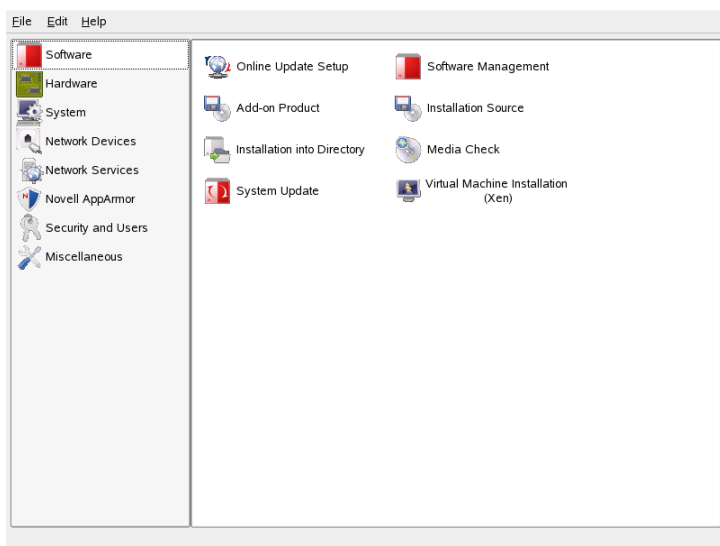 File Edit Help
Software
Hardware
System
Network Devices
Network Services
Novell AppArmor
Security and Users
Miscellaneous
Online Update Setup
Software Management
Add-on Product
Installation Source
Installation into Directory
Media Check
System Update
Virtual Machine Installation
(Xen)